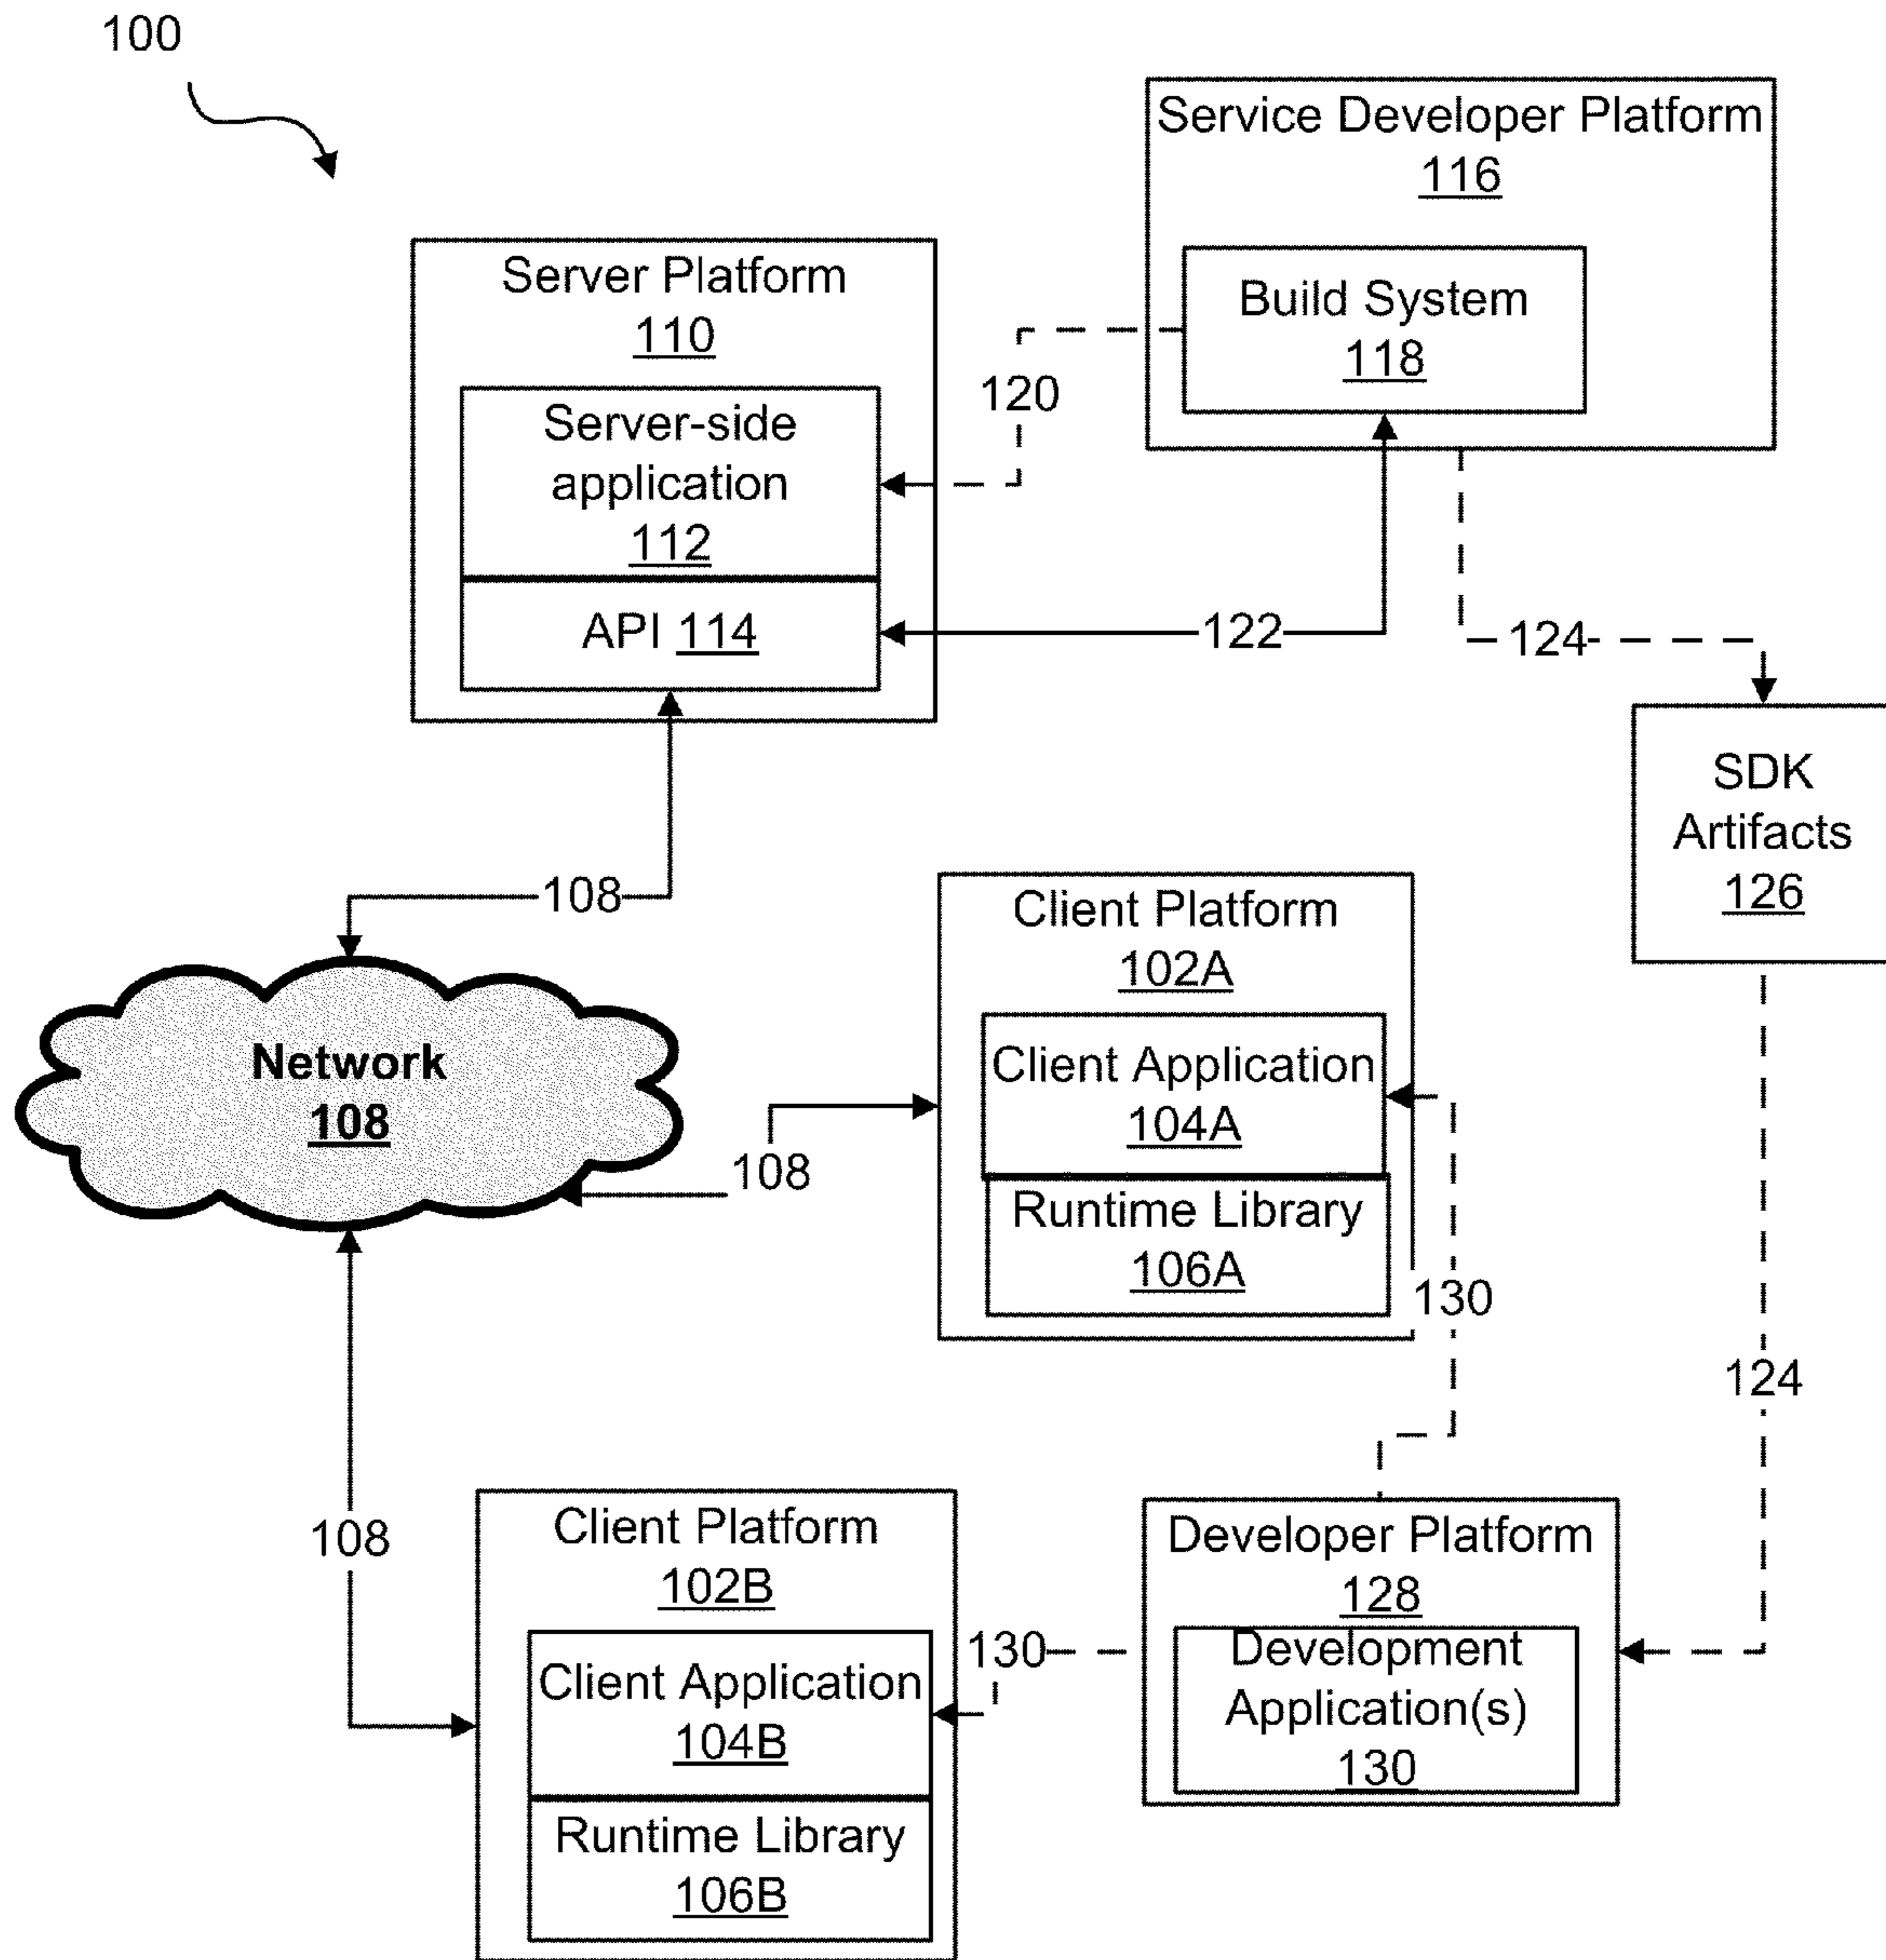 100
Service Developer Platform
116
Build System
118
Server Platform
110
Server-side
application
112
API 114
120
122
124
SDK
Artifacts
126
108
Network
108
108
Client Platform
102A
Client Application
104A
Runtime Library
106A
130
124
108
Client Platform
102B
Client Application
104B
Runtime Library
106B
130
Developer Platform
128
Development
Application(s)
130